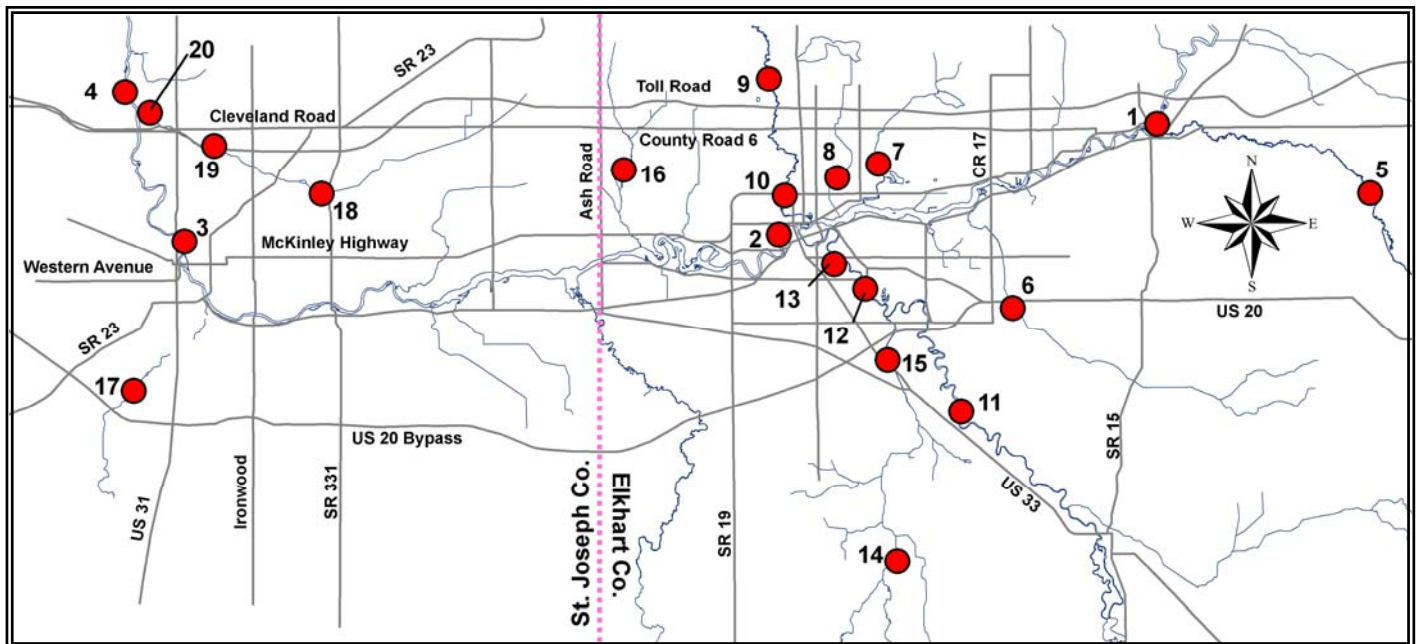 20
SR 23
4
9
Toll Road
Cleveland Road
1
County Road 6
19
8
7
CR 17
16
Ash Road
N
5
18
10
W
E
3
2
McKinley Highway
Western Avenue
13
S
6
US 20
12
SR 23
15
17
11
US 20 Bypass
SR 15
US 31
Ironwood
SR 331
St. Joseph Co.
Elkhart Co.
SR 19
US 33
14